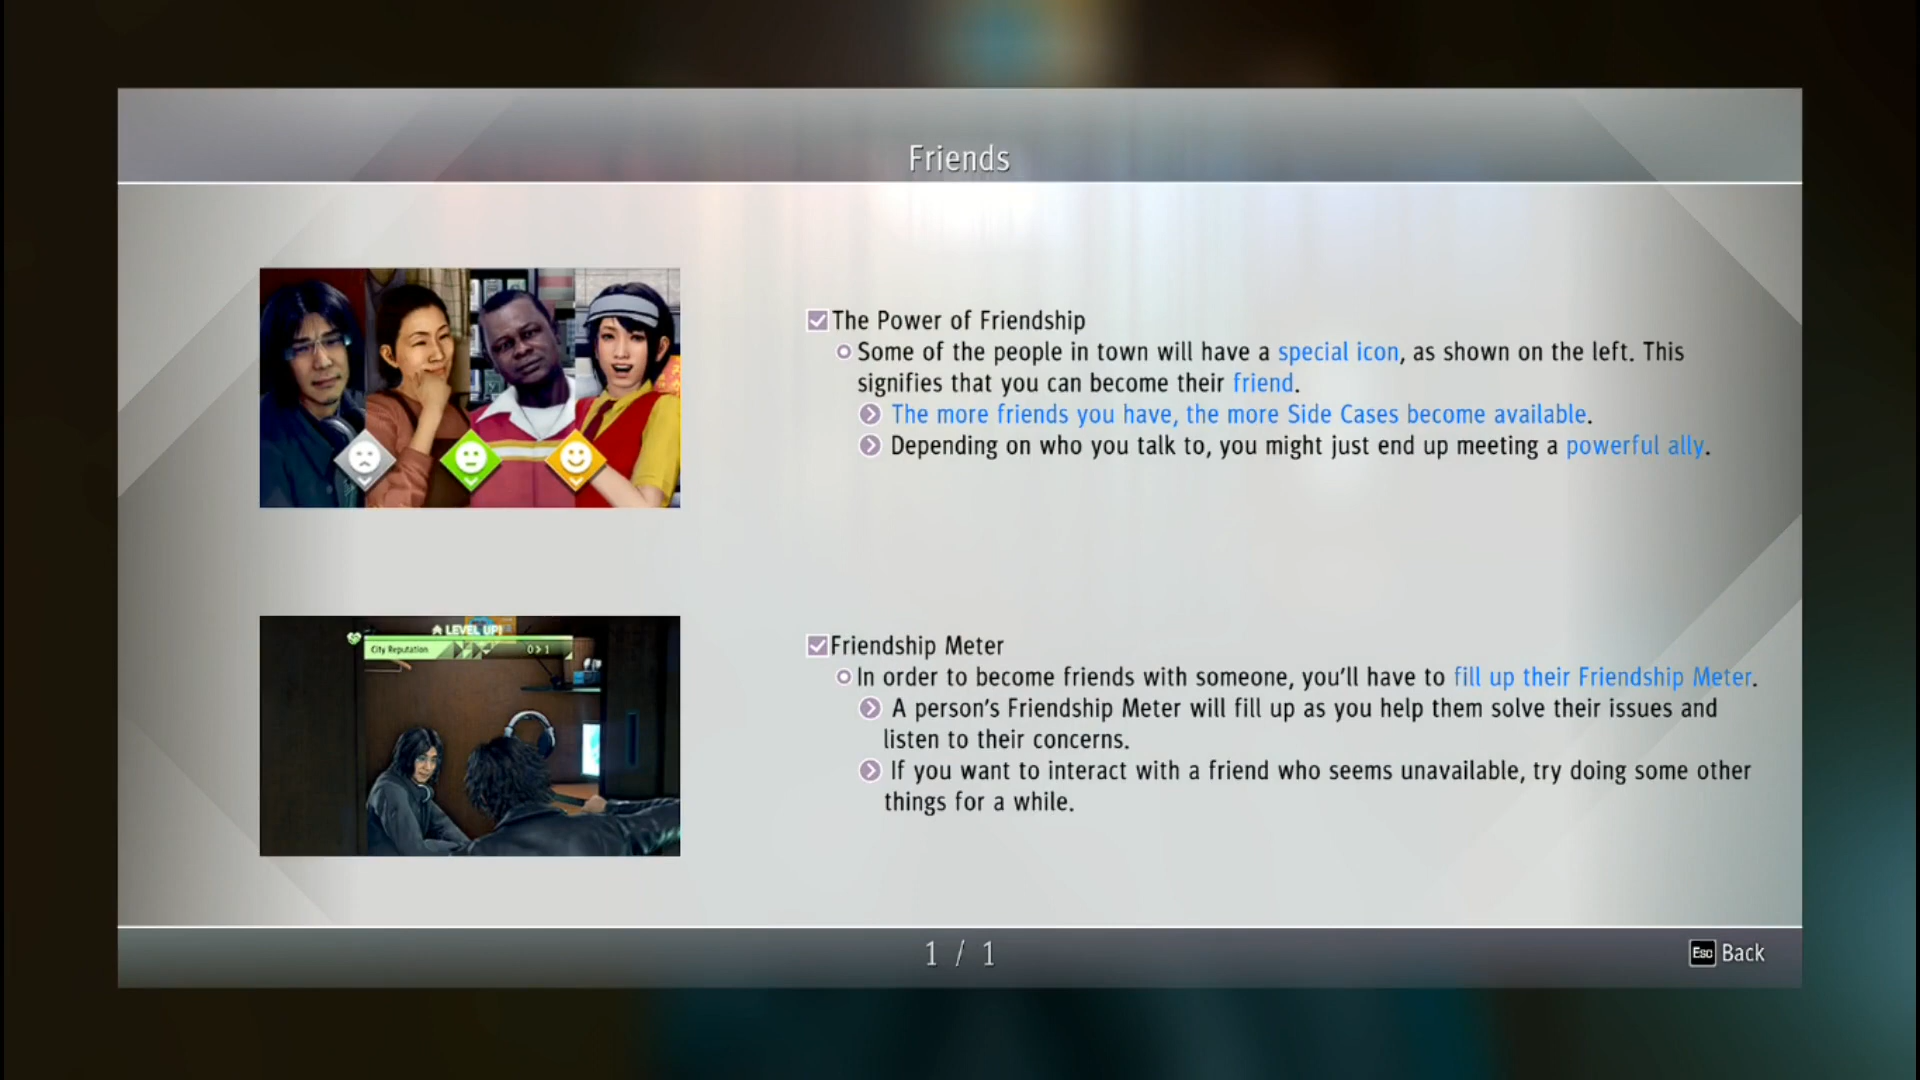 Friends
The Power of Friendship
Some of the people in town will have a special icon, as shown on the left. This
signifies that you can become their friend.
The more friends you have, the more Side Cases become available.
Depending on who you talk to, you might just end up meeting a powerful ally.
LEVEL UP!
City Reputation 0 > 1
Friendship Meter
In order to become friends with someone, you'll have to fill up their Friendship Meter.
A person's Friendship Meter will fill up as you help them solve their issues and
listen to their concerns.
If you want to interact with a friend who seems unavailable, try doing some other
things for a while.
1 / 1
Esc Back